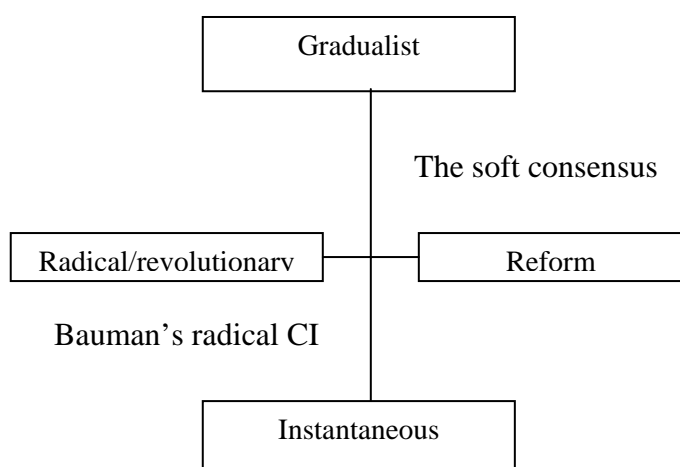 Gradualist
The soft consensus
Radical/revolutionary
Reform
Bauman’s radical CI
Instantaneous